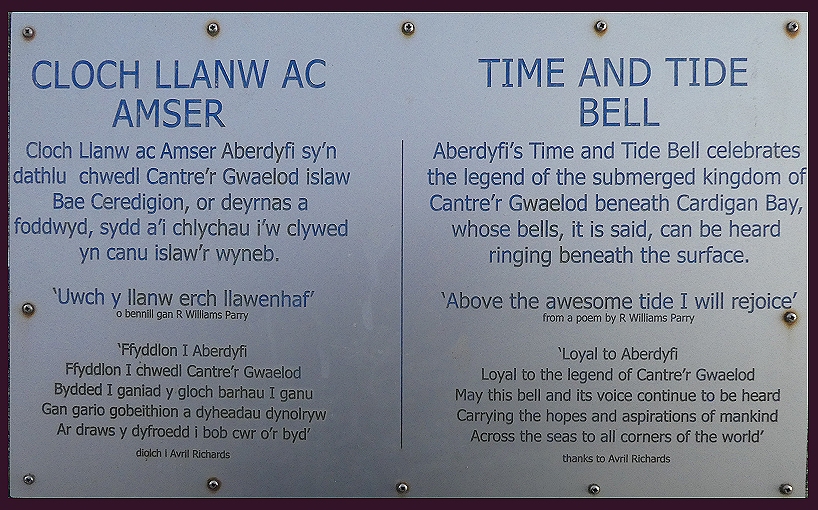 CLOCH LLANW AC
AMSER
Cloch Llanw ac Amser Aberdyfi sy'n
dathlu chwedl Cantre'r Gwaelod islaw
Bae Ceredigion, or deyrnas a
foddwyd, sydd a'i chlychau i'w clywed
yn canu islaw'r wyneb.
'Uwch y llanw erch llawenhaf'
o bennill gan R Williams Parry
'Ffyddlon I Aberdyfi
Ffyddlon I chwedl Cantre'r Gwaelod
Bydded I ganiad y gloch barhau I ganu
Gan gario gobeithion a dyheadau dynolryw
Ar draws y dyfroedd i bob cwr o'r byd'
diolch I Avril Richards
TIME AND TIDE
BELL
Aberdyfi's Time and Tide Bell celebrates
the legend of the submerged kingdom of
Cantre'r Gwaelod beneath Cardigan Bay,
whose bells, it is said, can be heard
ringing beneath the surface.
'Above the awesome tide I will rejoice'
from a poem by R Williams Parry
'Loyal to Aberdyfi
Loyal to the legend of Cantre'r Gwaelod
May this bell and its voice continue to be heard
Carrying the hopes and aspirations of mankind
Across the seas to all corners of the world'
thanks to Avril Richards